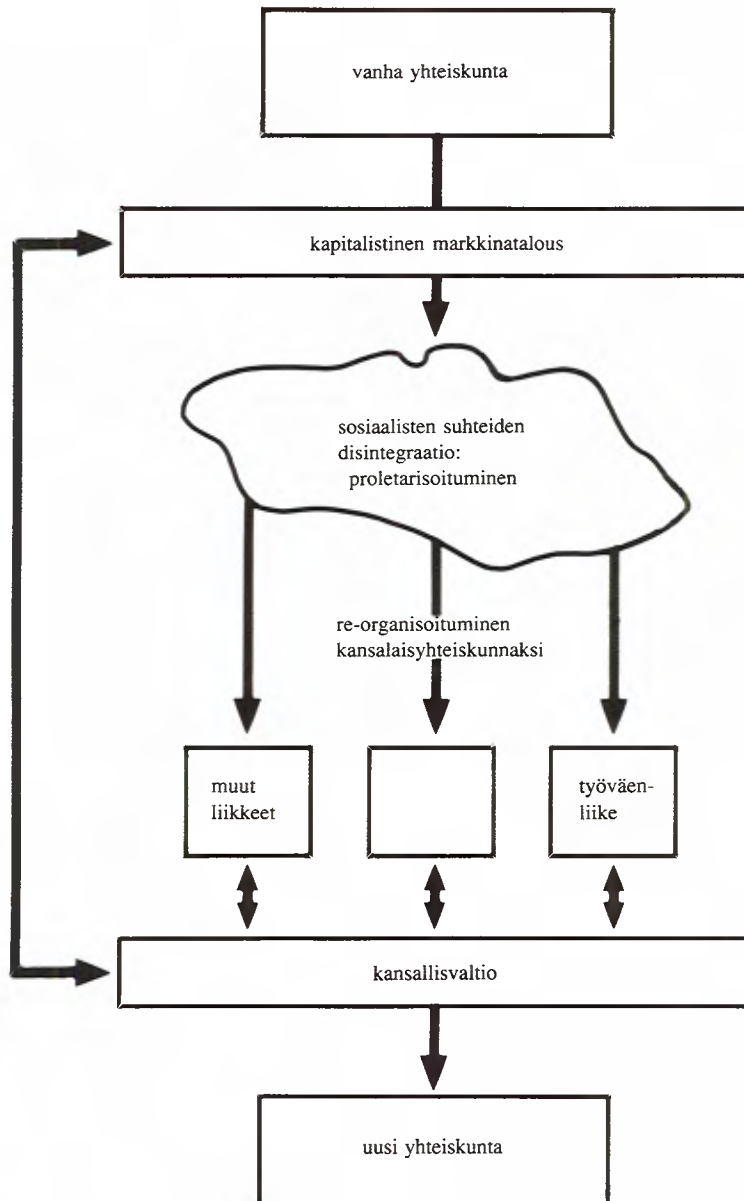 vanha yhteiskunta
kapitalistinen markkinatalous
sosiaalisten suhteiden
disintegraatio:
proletarisoituminen
re-organisoituminen
kansalaisyhteiskunnaksi
muut
liikkeet
työväen-
liike
kansallisvaltio
uusi yhteiskunta